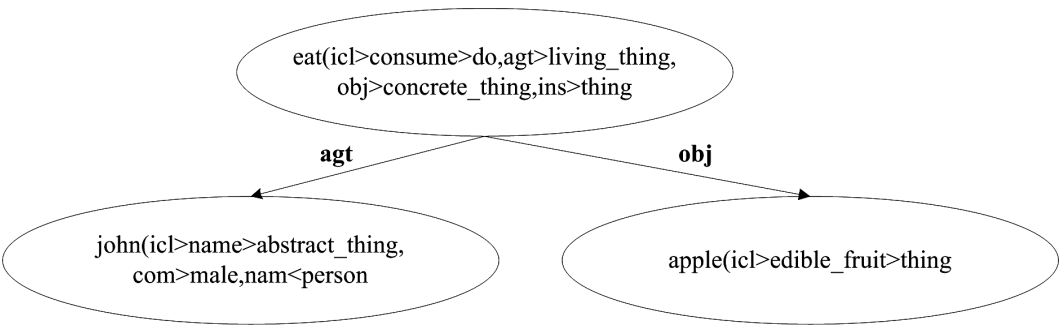 eat(icl>consume>do,agt>living_thing,
obj>concrete_thing,ins>thing
agt
obj
john(icl>name>abstract_thing,
com>male,nam<person
apple(icl>edible_fruit>thing